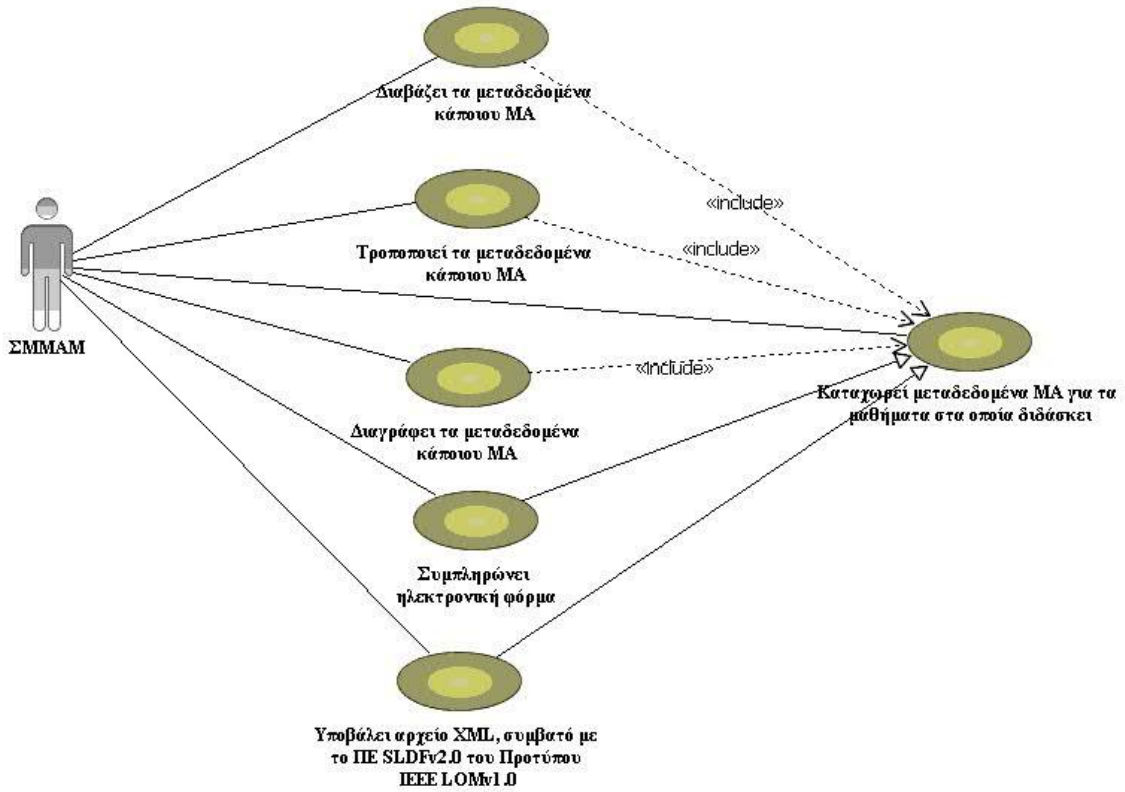 Διαβάζει τα μεταδεδομένα
κάποιου ΜΑ
«include»
Τροποποιεί τα μεταδεδομένα
κάποιου ΜΑ
«include»
ΣΜΜΑΜ
«include»
Καταχωρεί μεταδεδομένα ΜΑ για τα
μαθήματα στα οποία διδάσκει
Διαγράφει τα μεταδεδομένα
κάποιου ΜΑ
Συμπληρώνει
ηλεκτρονική φόρμα
Υποβάλει αρχείο XML, συμβατό με
το ΠΕ SLDFv2.0 του Προτύπου
IEEE LOMv1.0